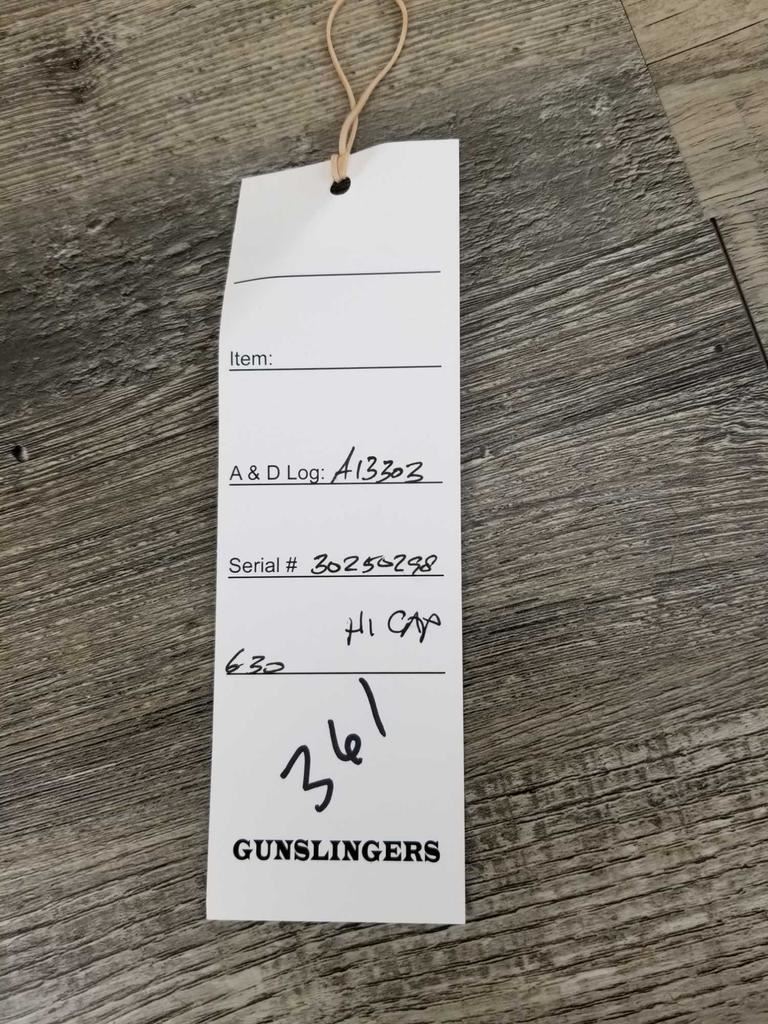 Item:
A & D Log: A13303
Serial # 30250298
HI CAP
630
361
GUNSLINGERS